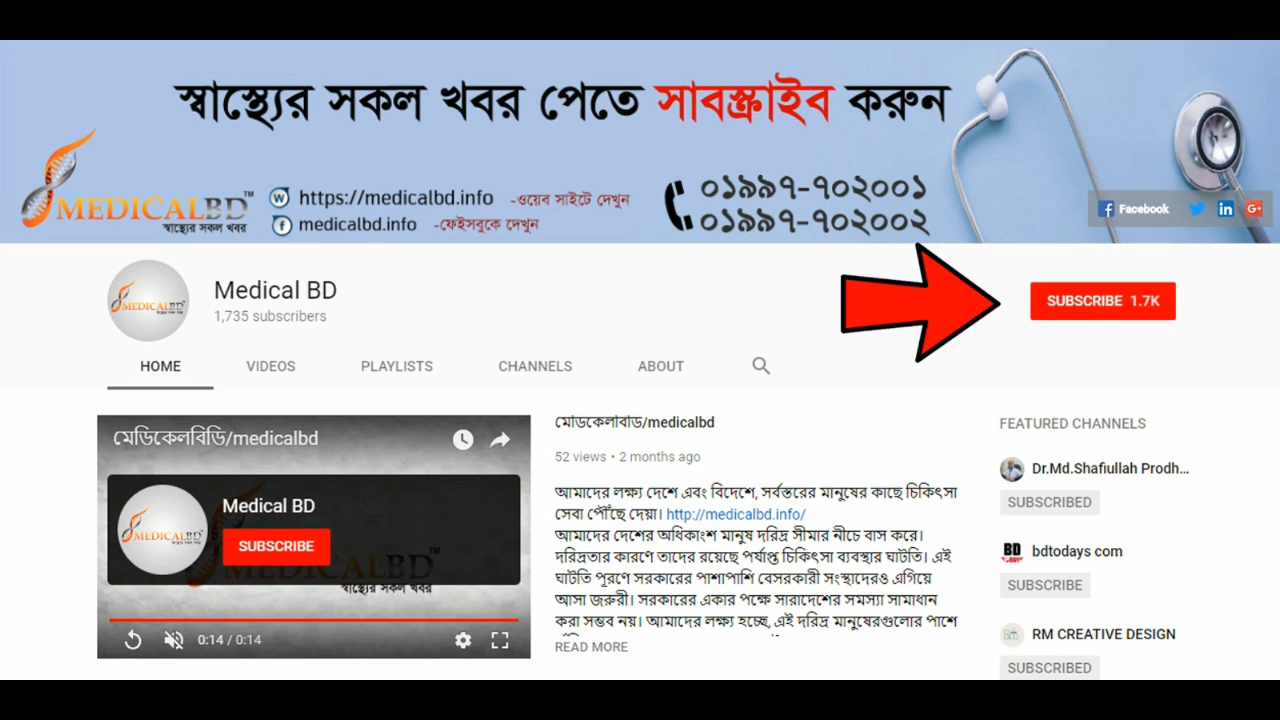 স্বাস্থ্যের সকল খবর পেতে সাবস্ক্রাইব করুন
MEDICALBD™
স্বাস্থ্যের সকল খবর
https://medicalbd.info -ওয়েব সাইটে দেখুন
medicalbd.info -ফেইসবুকে দেখুন
০১৯৯৭-৭০২০০১
০১৯৯৭-৭০২০০২
Facebook
MEDICALBD
Medical BD
1,735 subscribers
SUBSCRIBE 1.7K
HOME VIDEOS PLAYLISTS CHANNELS ABOUT
মেডিকেলবিডি/medicalbd
MEDICALBD
Medical BD
SUBSCRIBE
স্বাস্থ্যের সকল খবর
0:14 / 0:14
মেডিকেলবিডি/medicalbd
52 views • 2 months ago
আমাদের লক্ষ্য দেশে এবং বিদেশে, সর্বস্তরের মানুষের কাছে চিকিৎসা
সেবা পৌঁছে দেয়া। http://medicalbd.info/
আমাদের দেশের অধিকাংশ মানুষ দরিদ্র সীমার নীচে বাস করে।
দরিদ্রতার কারণে তাদের রয়েছে পর্যাপ্ত চিকিৎসা ব্যবস্থার ঘাটতি। এই
ঘাটতি পূরণে সরকারের পাশাপাশি বেসরকারী সংস্থাদেরও এগিয়ে
আসা জরুরী। সরকারের একার পক্ষে সারাদেশের সমস্যা সামাধান
করা সম্ভব নয়। আমাদের লক্ষ্য হচ্ছে, এই দরিদ্র মানুষেরগুলোর পাশে
READ MORE
FEATURED CHANNELS
Dr.Md.Shafiullah Prodh...
SUBSCRIBED
bdtodays com
SUBSCRIBED
RM CREATIVE DESIGN
SUBSCRIBED